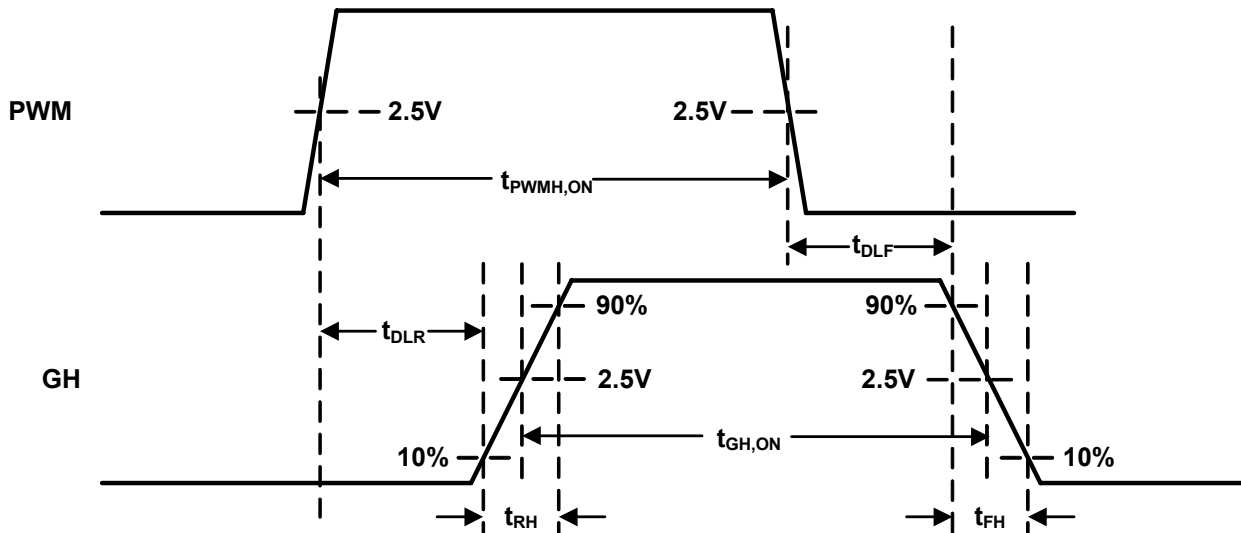 PWM
2.5V
2.5V
tPWMH,ON
tDLF
90%
90%
tDLR
GH
2.5V
2.5V
tGH,ON
10%
10%
tRH
tFH